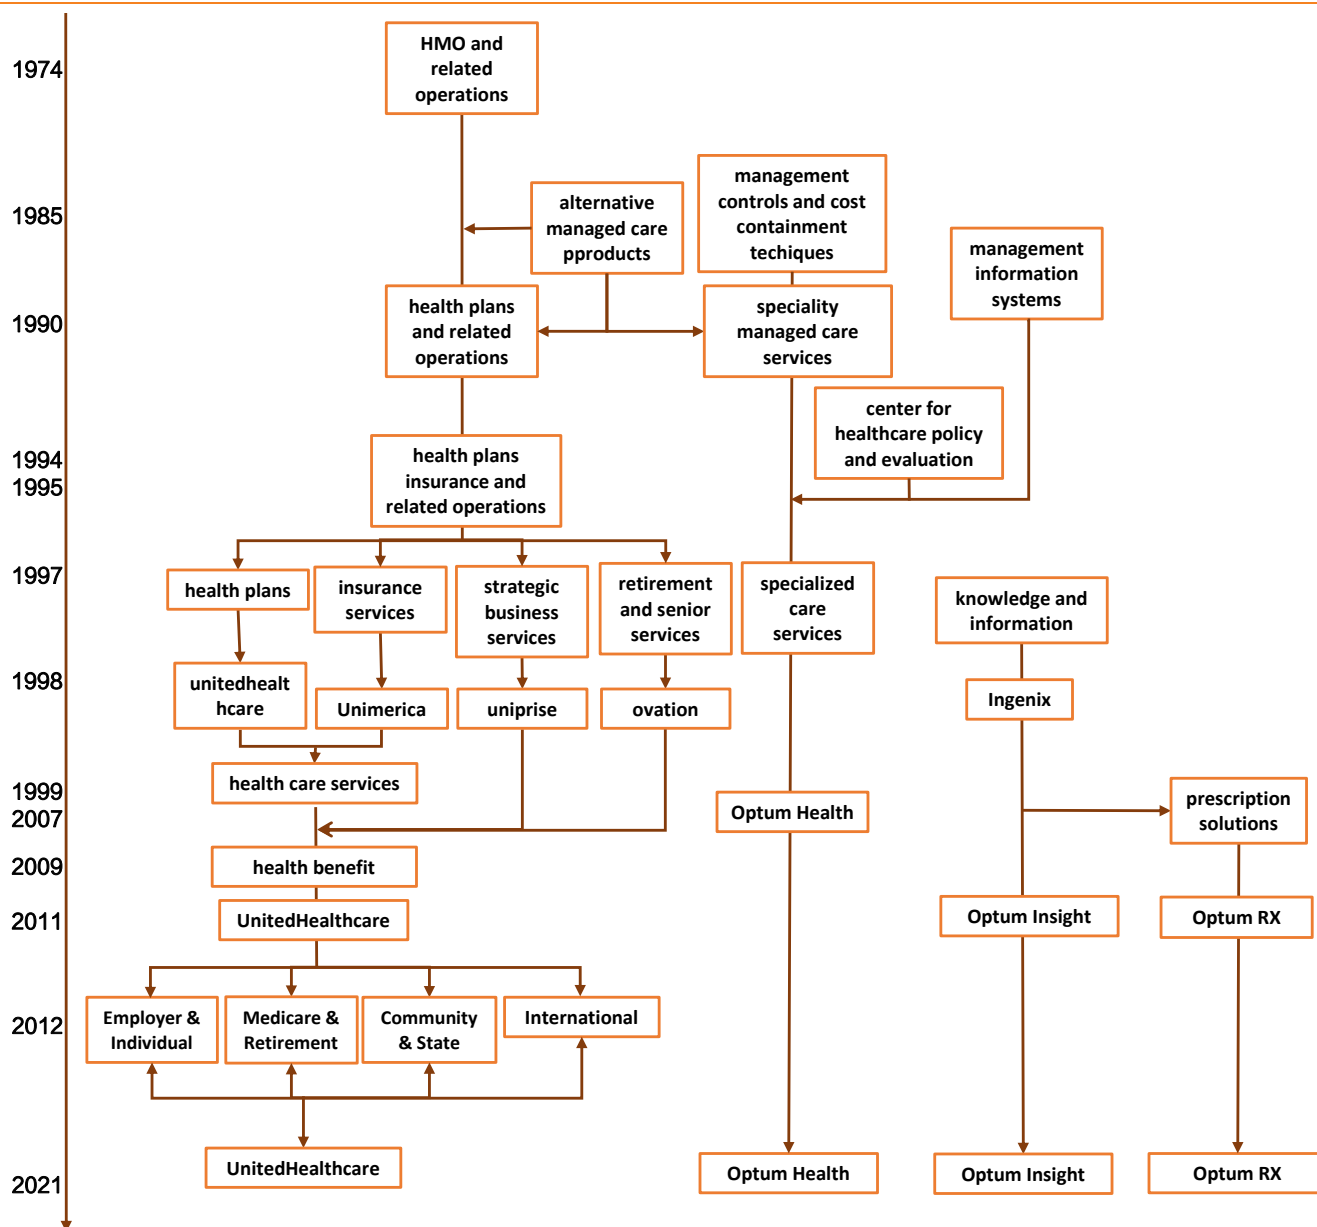 1974
HMO and
related
operations
1985
alternative
managed care
pproducts
management
controls and cost
containment
techiques
management
information
systems
1990
health plans
and related
operations
speciality
managed care
services
center for
healthcare policy
and evaluation
1994
1995
health plans
insurance and
related operations
1997
health plans
insurance
services
strategic
business
services
retirement
and senior
services
specialized
care
services
knowledge and
information
1998
unitedhealt
hcare
Unimerica
uniprise
ovation
Ingenix
health care services
1999
2007
Optum Health
prescription
solutions
2009
health benefit
2011
UnitedHealthcare
Optum Insight
Optum RX
2012
Employer &
Individual
Medicare &
Retirement
Community
& State
International
UnitedHealthcare
Optum Health
Optum Insight
Optum RX
2021